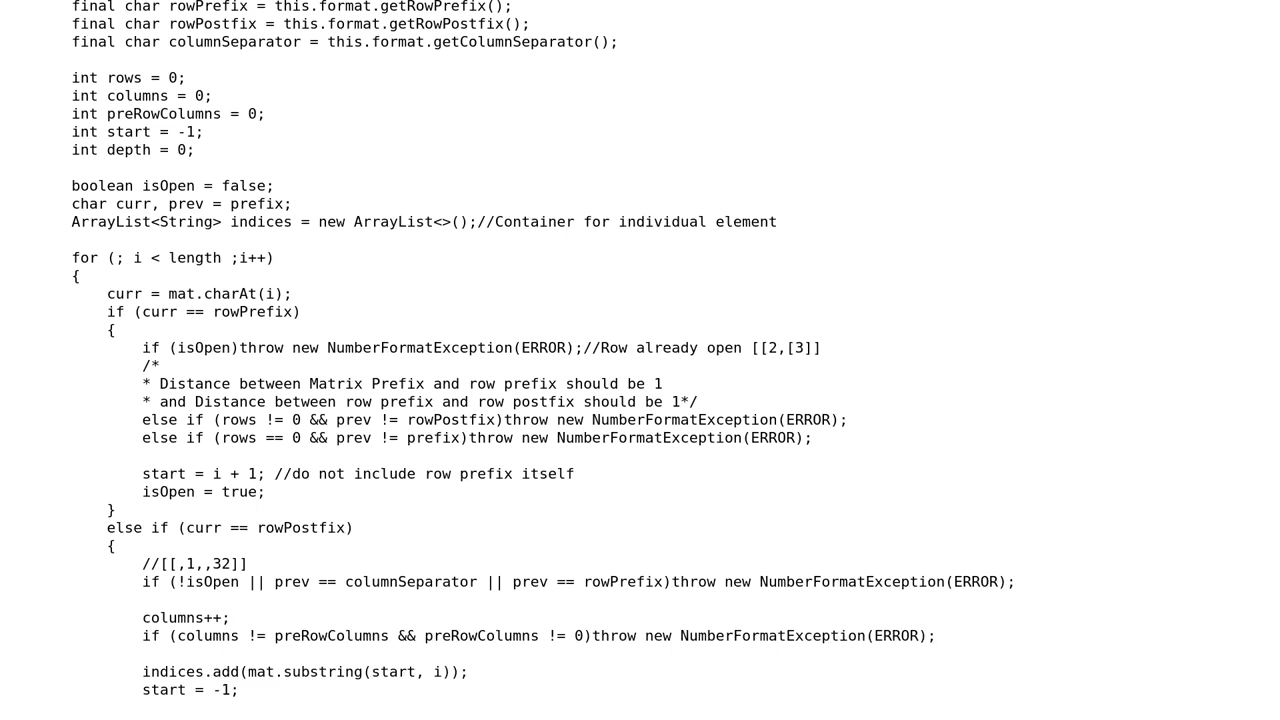 final char rowPrefix = this.format.getRowPrefix();
final char rowPostfix = this.format.getRowPostfix();
final char columnSeparator = this.format.getColumnSeparator();
int rows = 0;
int columns = 0;
int preRowColumns = 0;
int start = -1;
int depth = 0;
boolean isOpen = false;
char curr, prev = prefix;
ArrayList<String> indices = new ArrayList<>();//Container for individual element
for (; i < length ;i++)
{
curr = mat.charAt(i);
if (curr == rowPrefix)
{
if (isOpen)throw new NumberFormatException(ERROR);//Row already open [[2,[3]]
/*
* Distance between Matrix Prefix and row prefix should be 1
* and Distance between row prefix and row postfix should be 1*/
else if (rows != 0 && prev != rowPostfix)throw new NumberFormatException(ERROR);
else if (rows == 0 && prev != prefix)throw new NumberFormatException(ERROR);
start = i + 1; //do not include row prefix itself
isOpen = true;
}
else if (curr == rowPostfix)
{
//[[,1,,32]]
if (!isOpen || prev == columnSeparator || prev == rowPrefix)throw new NumberFormatException(ERROR);
columns++;
if (columns != preRowColumns && preRowColumns != 0)throw new NumberFormatException(ERROR);
indices.add(mat.substring(start, i));
start = -1;